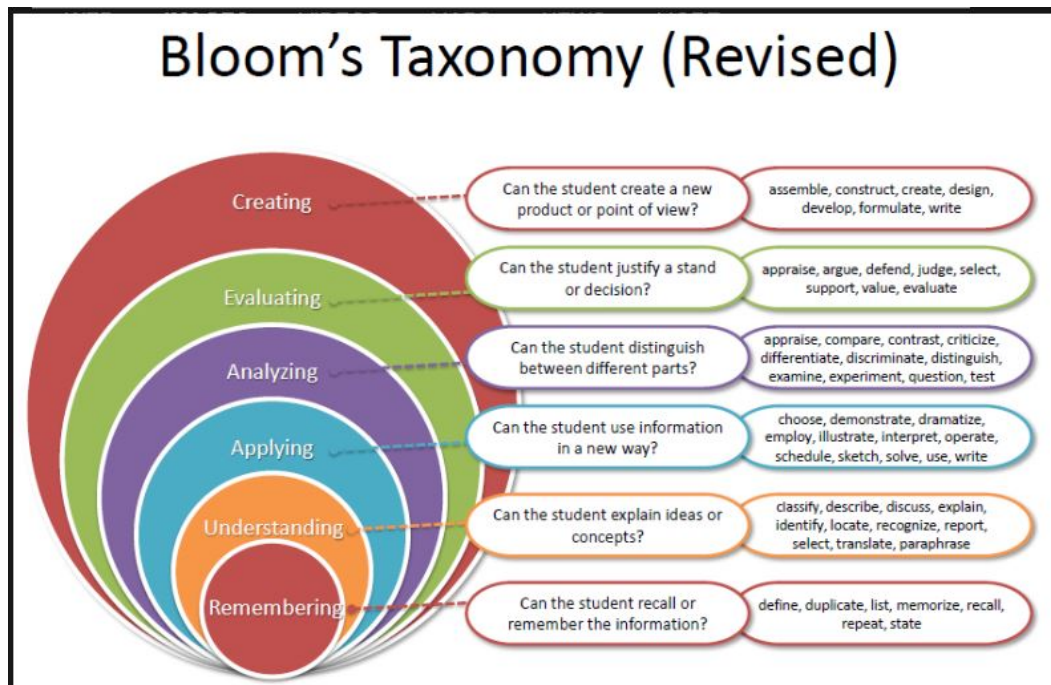 Bloom's Taxonomy (Revised)
Creating
Can the student create a new
product or point of view?
assemble, construct, create, design,
develop, formulate, write
Evaluating
Can the student justify a stand
or decision?
appraise, argue, defend, judge, select,
support, value, evaluate
Analyzing
Can the student distinguish
between different parts?
appraise, compare, contrast, criticize,
differentiate, discriminate, distinguish,
examine, experiment, question, test
Applying
Can the student use information
in a new way?
choose, demonstrate, dramatize,
employ, illustrate, interpret, operate,
schedule, sketch, solve, use, write
Understanding
Can the student explain ideas or
concepts?
classify, describe, discuss, explain,
identify, locate, recognize, report,
select, translate, paraphrase
Remembering
Can the student recall or
remember the information?
define, duplicate, list, memorize, recall,
repeat, state